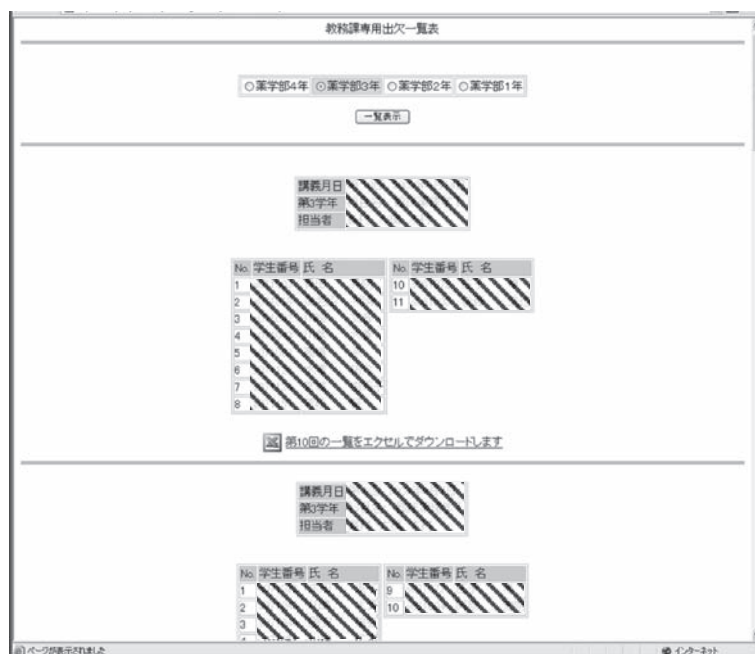 教務課専用出欠一覧表
○薬学部4年 ⊙薬学部3年 ○薬学部2年 ○薬学部1年
一覧表示
講義月日
第3学年
担当者
No. 学生番号 氏 名
1
2
3
4
5
6
7
8
No. 学生番号 氏 名
10
11
第10回の一覧をエクセルでダウンロードします
講義月日
第3学年
担当者
No. 学生番号 氏 名
1
2
3
No. 学生番号 氏 名
9
10
ページが表示されました
インターネット